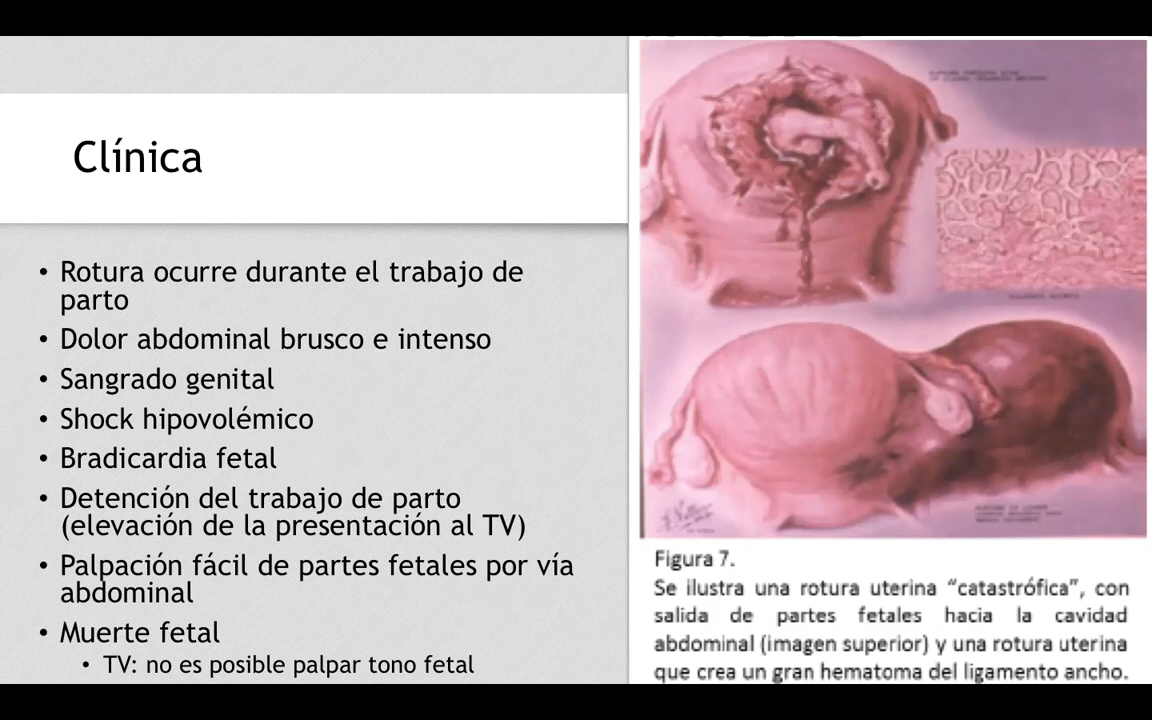 Clínica
• Rotura ocurre durante el trabajo de
parto
• Dolor abdominal brusco e intenso
• Sangrado genital
• Shock hipovolémico
• Bradicardia fetal
• Detención del trabajo de parto
(elevación de la presentación al TV)
• Palpación fácil de partes fetales por vía
abdominal
• Muerte fetal
• TV: no es posible palpar tono fetal
Figura 7.
Se ilustra una rotura uterina “catastrófica”, con
salida de partes fetales hacia la cavidad
abdominal (imagen superior) y una rotura uterina
que crea un gran hematoma del ligamento ancho.